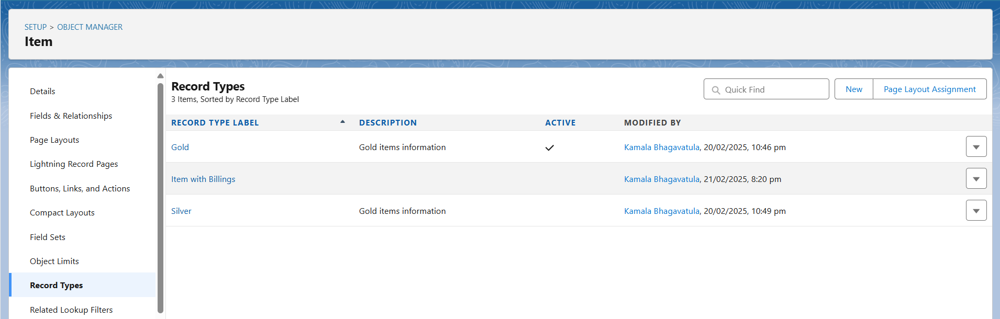 SETUP > OBJECT MANAGER
Item
Details
Fields & Relationships
Page Layouts
Lightning Record Pages
Buttons, Links, and Actions
Compact Layouts
Field Sets
Object Limits
Record Types
Related Lookup Filters
Record Types
3 Items, Sorted by Record Type Label
Quick Find
New
Page Layout Assignment
RECORD TYPE LABEL DESCRIPTION ACTIVE MODIFIED BY
Gold Gold items information Kamala Bhagavatula, 20/02/2025, 10:46 pm
Item with Billings Kamala Bhagavatula, 21/02/2025, 8:20 pm
Silver Gold items information Kamala Bhagavatula, 20/02/2025, 10:49 pm